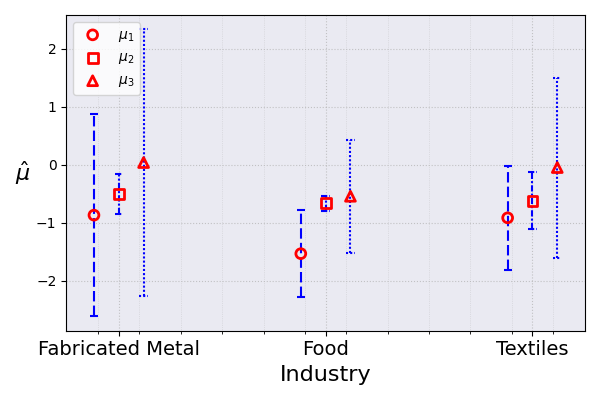 μ₁
μ₂
μ₃
2
1
0
−1
−2
μ̂
Fabricated Metal Food Textiles
Industry